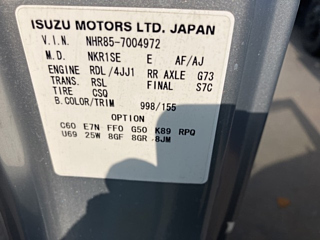 ISUZU MOTORS LTD. JAPAN
V.I.N. NHR85-7004972
M.D. NKR1SE E AF/AJ
ENGINE RDL/4JJ1 RR AXLE G73
TRANS. RSL FINAL S7C
TIRE CSQ
B.COLOR/TRIM 998/155
OPTION
C60 E7N FF0 G50 K89 RPQ
U69 25W 8GF 8GR 8JM